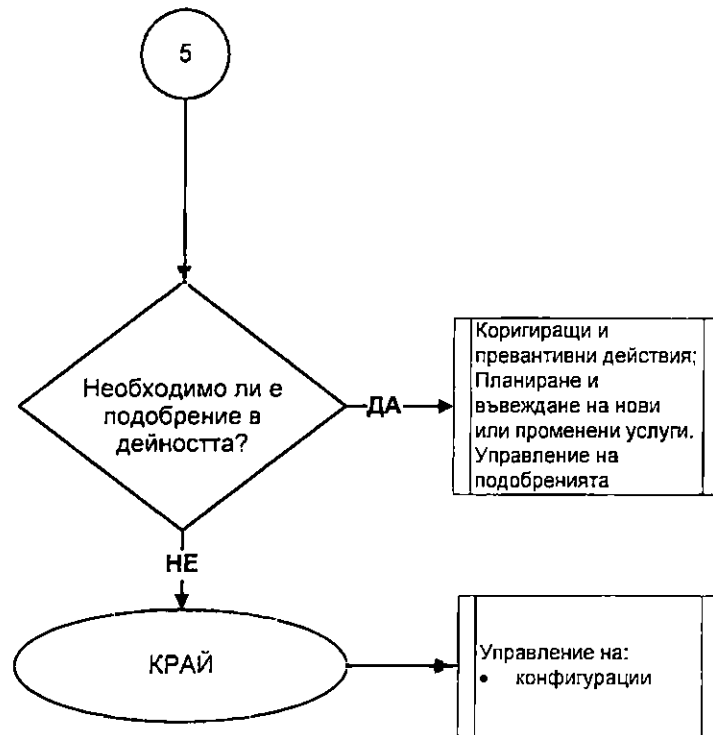 5
Необходимо ли е
подобрение в
дейността?
ДА
Коригиращи и
превантивни действия;
Планиране и
въвеждане на нови
или променени услуги.
Управление на
подобренията
НЕ
КРАЙ
Управление на:
• конфигурации